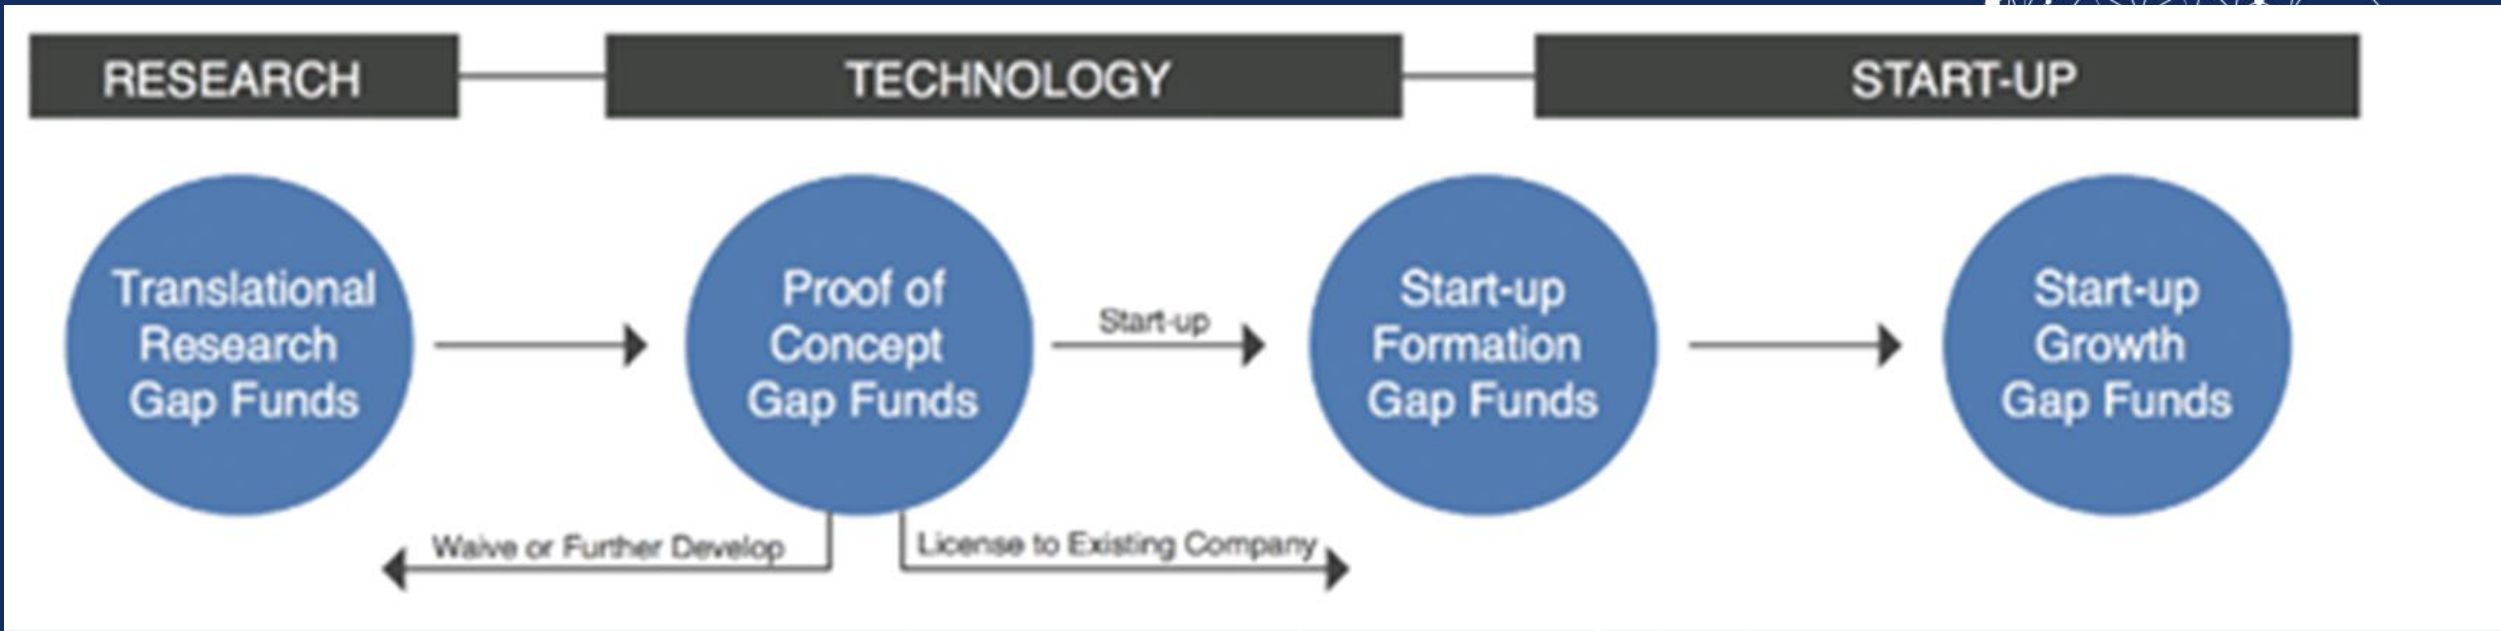 RESEARCH
TECHNOLOGY
START-UP
Translational
Research
Gap Funds
Proof of
Concept
Gap Funds
Start-up
Start-up
Formation
Gap Funds
Start-up
Growth
Gap Funds
Waive or Further Develop
License to Existing Company